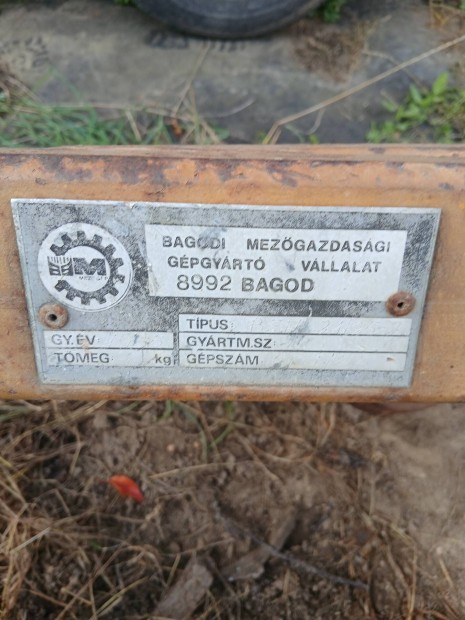 M
BAGODI MEZŐGAZDASÁGI
GÉPGYÁRTÓ VÁLLALAT
8992 BAGOD
TÍPUS
GY.ÉV
GYÁRTM.SZ
TÖMEG kg
GÉPSZÁM